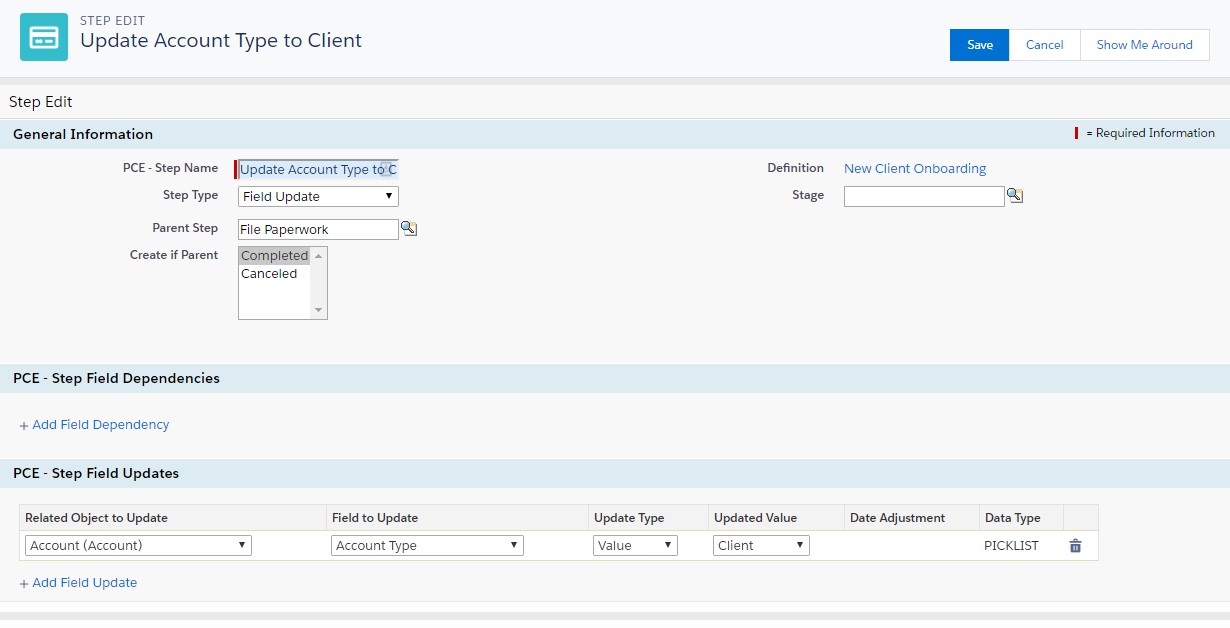 STEP EDIT
Update Account Type to Client
Save Cancel Show Me Around
Step Edit
General Information
= Required Information
PCE - Step Name Update Account Type to C
Definition New Client Onboarding
Step Type Field Update
Stage
Parent Step File Paperwork
Create if Parent Completed
Canceled
PCE - Step Field Dependencies
+ Add Field Dependency
PCE - Step Field Updates
Related Object to Update Field to Update Update Type Updated Value Date Adjustment Data Type
Account (Account) Account Type Value Client PICKLIST
+ Add Field Update